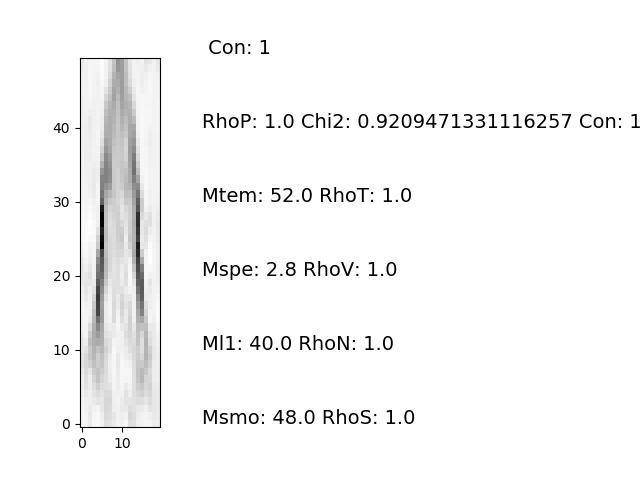 Con: 1
RhoP: 1.0 Chi2: 0.9209471331116257 Con: 1
Mtem: 52.0 RhoT: 1.0
Mspe: 2.8 RhoV: 1.0
Ml1: 40.0 RhoN: 1.0
Msmo: 48.0 RhoS: 1.0
40
30
20
10
0
0 10